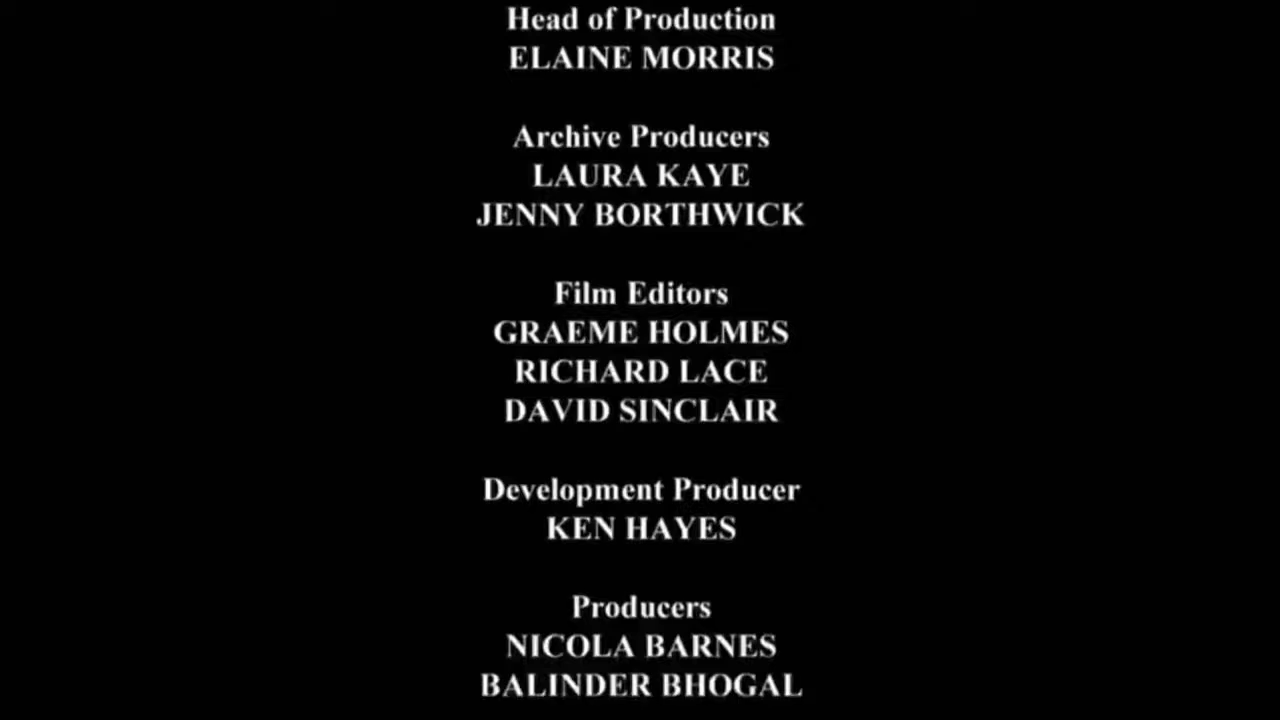 Head of Production
ELAINE MORRIS
Archive Producers
LAURA KAYE
JENNY BORTHWICK
Film Editors
GRAEME HOLMES
RICHARD LACE
DAVID SINCLAIR
Development Producer
KEN HAYES
Producers
NICOLA BARNES
BALINDER BHOGAL